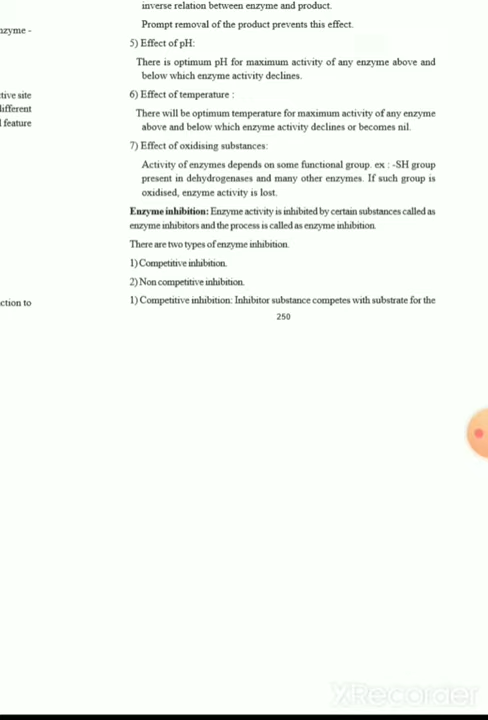 nzyme -
tive site
lifferent
l feature
ction to
inverse relation between enzyme and product.
Prompt removal of the product prevents this effect.
5) Effect of pH:
There is optimum pH for maximum activity of any enzyme above and
below which enzyme activity declines.
6) Effect of temperature :
There will be optimum temperature for maximum activity of any enzyme
above and below which enzyme activity declines or becomes nil.
7) Effect of oxidising substances:
Activity of enzymes depends on some functional group. ex : -SH group
present in dehydrogenases and many other enzymes. If such group is
oxidised, enzyme activity is lost.
Enzyme inhibition: Enzyme activity is inhibited by certain substances called as
enzyme inhibitors and the process is called as enzyme inhibition.
There are two types of enzyme inhibition.
1) Competitive inhibition.
2) Non competitive inhibition.
1) Competitive inhibition: Inhibitor substance competes with substrate for the
250
XRecorder